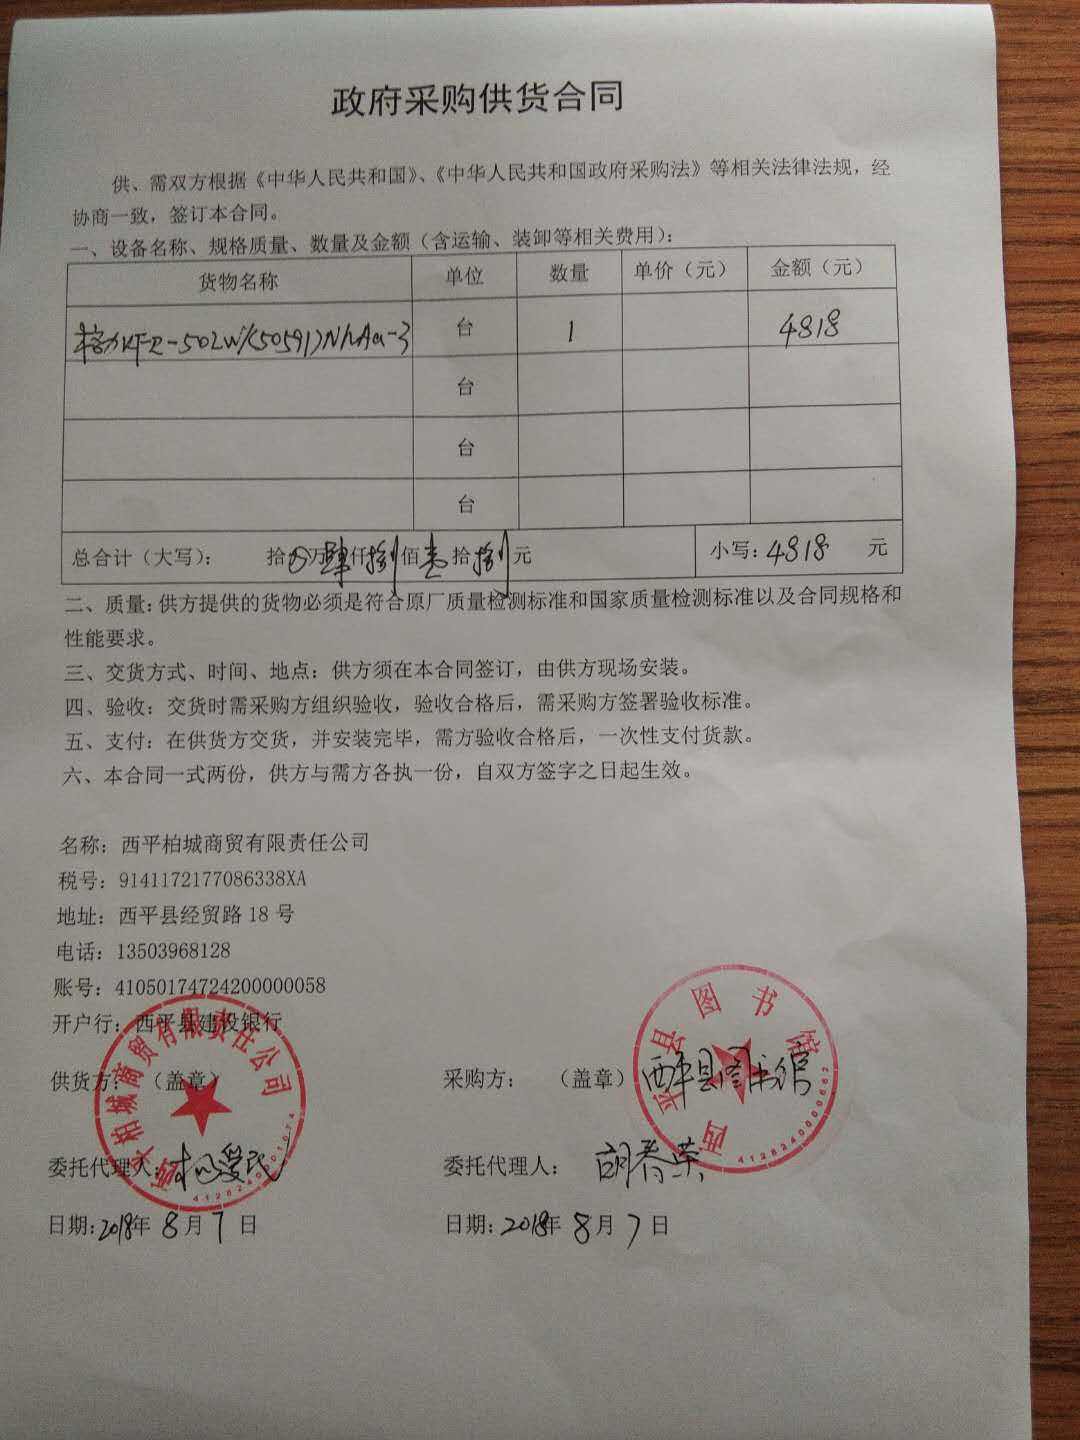 政府采购供货合同
供、需双方根据《中华人民共和国》、《中华人民共和国政府采购法》等相关法律法规，经
协商一致，签订本合同。
一、设备名称、规格质量、数量及金额（含运输、装卸等相关费用）：
货物名称 单位 数量 单价（元） 金额（元）
格力KFR-50LW/(50591)NhAa-3 台 1 4818
台
台
台
总合计（大写）： 拾⊗万肆仟捌佰壹拾捌元 小写：4818 元
二、质量：供方提供的货物必须是符合原厂质量检测标准和国家质量检测标准以及合同规格和
性能要求。
三、交货方式、时间、地点：供方须在本合同签订，由供方现场安装。
四、验收：交货时需采购方组织验收，验收合格后，需采购方签署验收标准。
五、支付：在供货方交货，并安装完毕，需方验收合格后，一次性支付货款。
六、本合同一式两份，供方与需方各执一份，自双方签字之日起生效。
名称：西平柏城商贸有限责任公司
税号：9141172177086338XA
地址：西平县经贸路 18 号
电话：13503968128
账号：41050174724200000058
开户行：西平县建设银行
供货方：（盖章） 采购方：（盖章）西平县图书馆
西平柏城商贸有限责任公司
西平县图书馆
4128240000662
委托代理人： 委托代理人：胡春荣
日期：2018年 8 月 7 日 日期：2018年 8 月 7 日